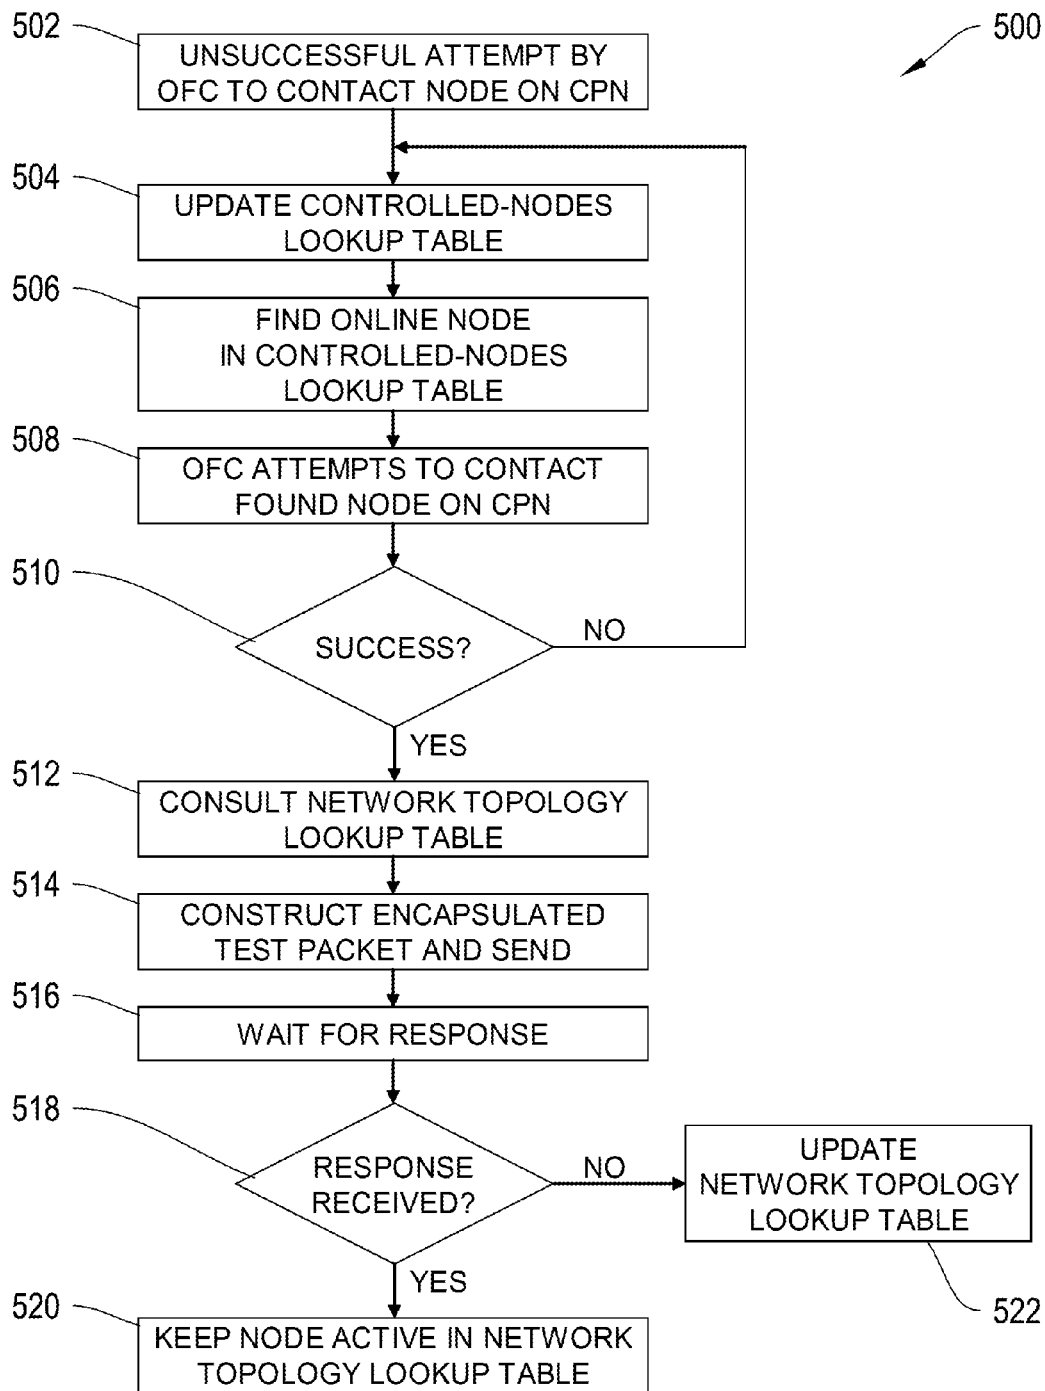 502
500
UNSUCCESSFUL ATTEMPT BY
OFC TO CONTACT NODE ON CPN
504
UPDATE CONTROLLED-NODES
LOOKUP TABLE
506
FIND ONLINE NODE
IN CONTROLLED-NODES
LOOKUP TABLE
508
OFC ATTEMPTS TO CONTACT
FOUND NODE ON CPN
510
SUCCESS?
NO
YES
512
CONSULT NETWORK TOPOLOGY
LOOKUP TABLE
514
CONSTRUCT ENCAPSULATED
TEST PACKET AND SEND
516
WAIT FOR RESPONSE
518
RESPONSE
RECEIVED?
NO
UPDATE
NETWORK TOPOLOGY
LOOKUP TABLE
522
YES
520
KEEP NODE ACTIVE IN NETWORK
TOPOLOGY LOOKUP TABLE